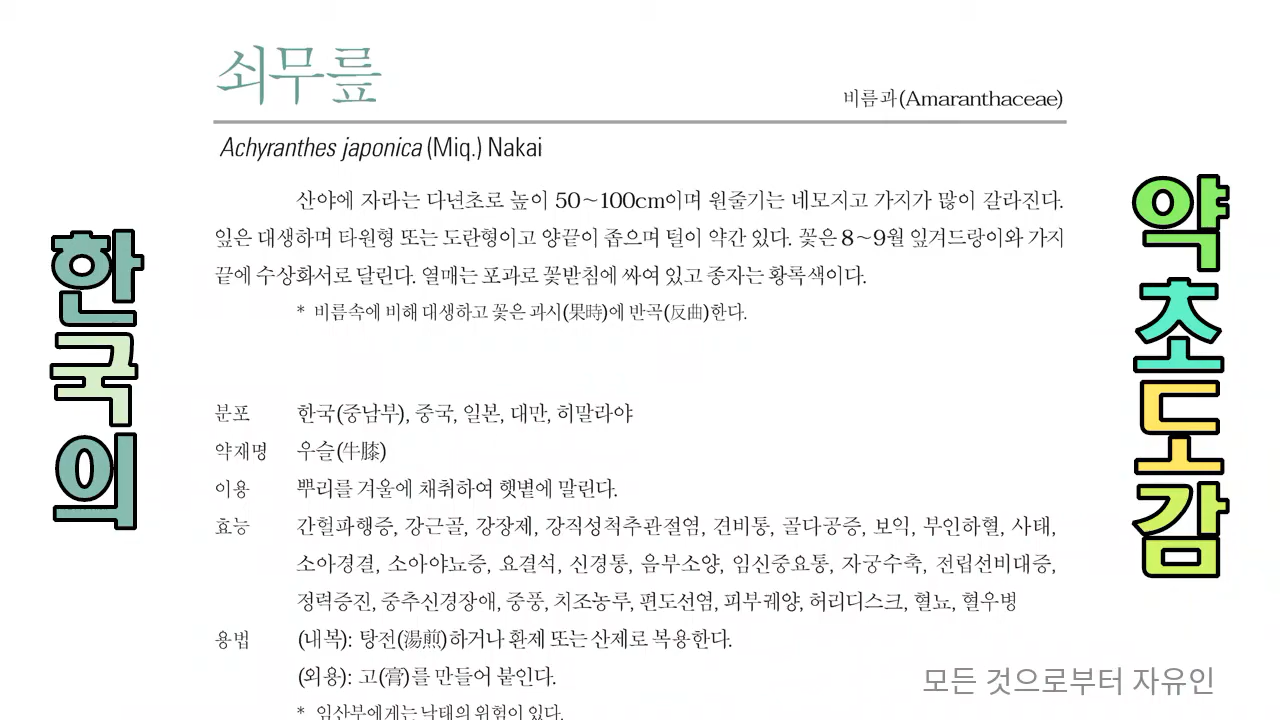 쇠무릎
비름과(Amaranthaceae)
Achyranthes japonica (Miq.) Nakai
산야에 자라는 다년초로 높이 50~100cm이며 원줄기는 네모지고 가지가 많이 갈라진다.
잎은 대생하며 타원형 또는 도란형이고 양끝이 좁으며 털이 약간 있다. 꽃은 8~9월 잎겨드랑이와 가지
끝에 수상화서로 달린다. 열매는 포과로 꽃받침에 싸여 있고 종자는 황록색이다.
* 비름속에 비해 대생하고 꽃은 과시(果時)에 반곡(反曲)한다.
분포 한국(중남부), 중국, 일본, 대만, 히말라야
약재명 우슬(牛膝)
이용 뿌리를 겨울에 채취하여 햇볕에 말린다.
효능 간헐파행증, 강근골, 강장제, 강직성척추관절염, 견비통, 골다공증, 보익, 부인하혈, 사태,
소아경결, 소아야뇨증, 요결석, 신경통, 음부소양, 임신중요통, 자궁수축, 전립선비대증,
정력증진, 중추신경장애, 중풍, 치조농루, 편도선염, 피부궤양, 허리디스크, 혈뇨, 혈우병
용법 (내복): 탕전(湯煎)하거나 환제 또는 산제로 복용한다.
(외용): 고(膏)를 만들어 붙인다.
* 임산부에게는 낙태의 위험이 있다.
한국의
약초도감
모든 것으로부터 자유인